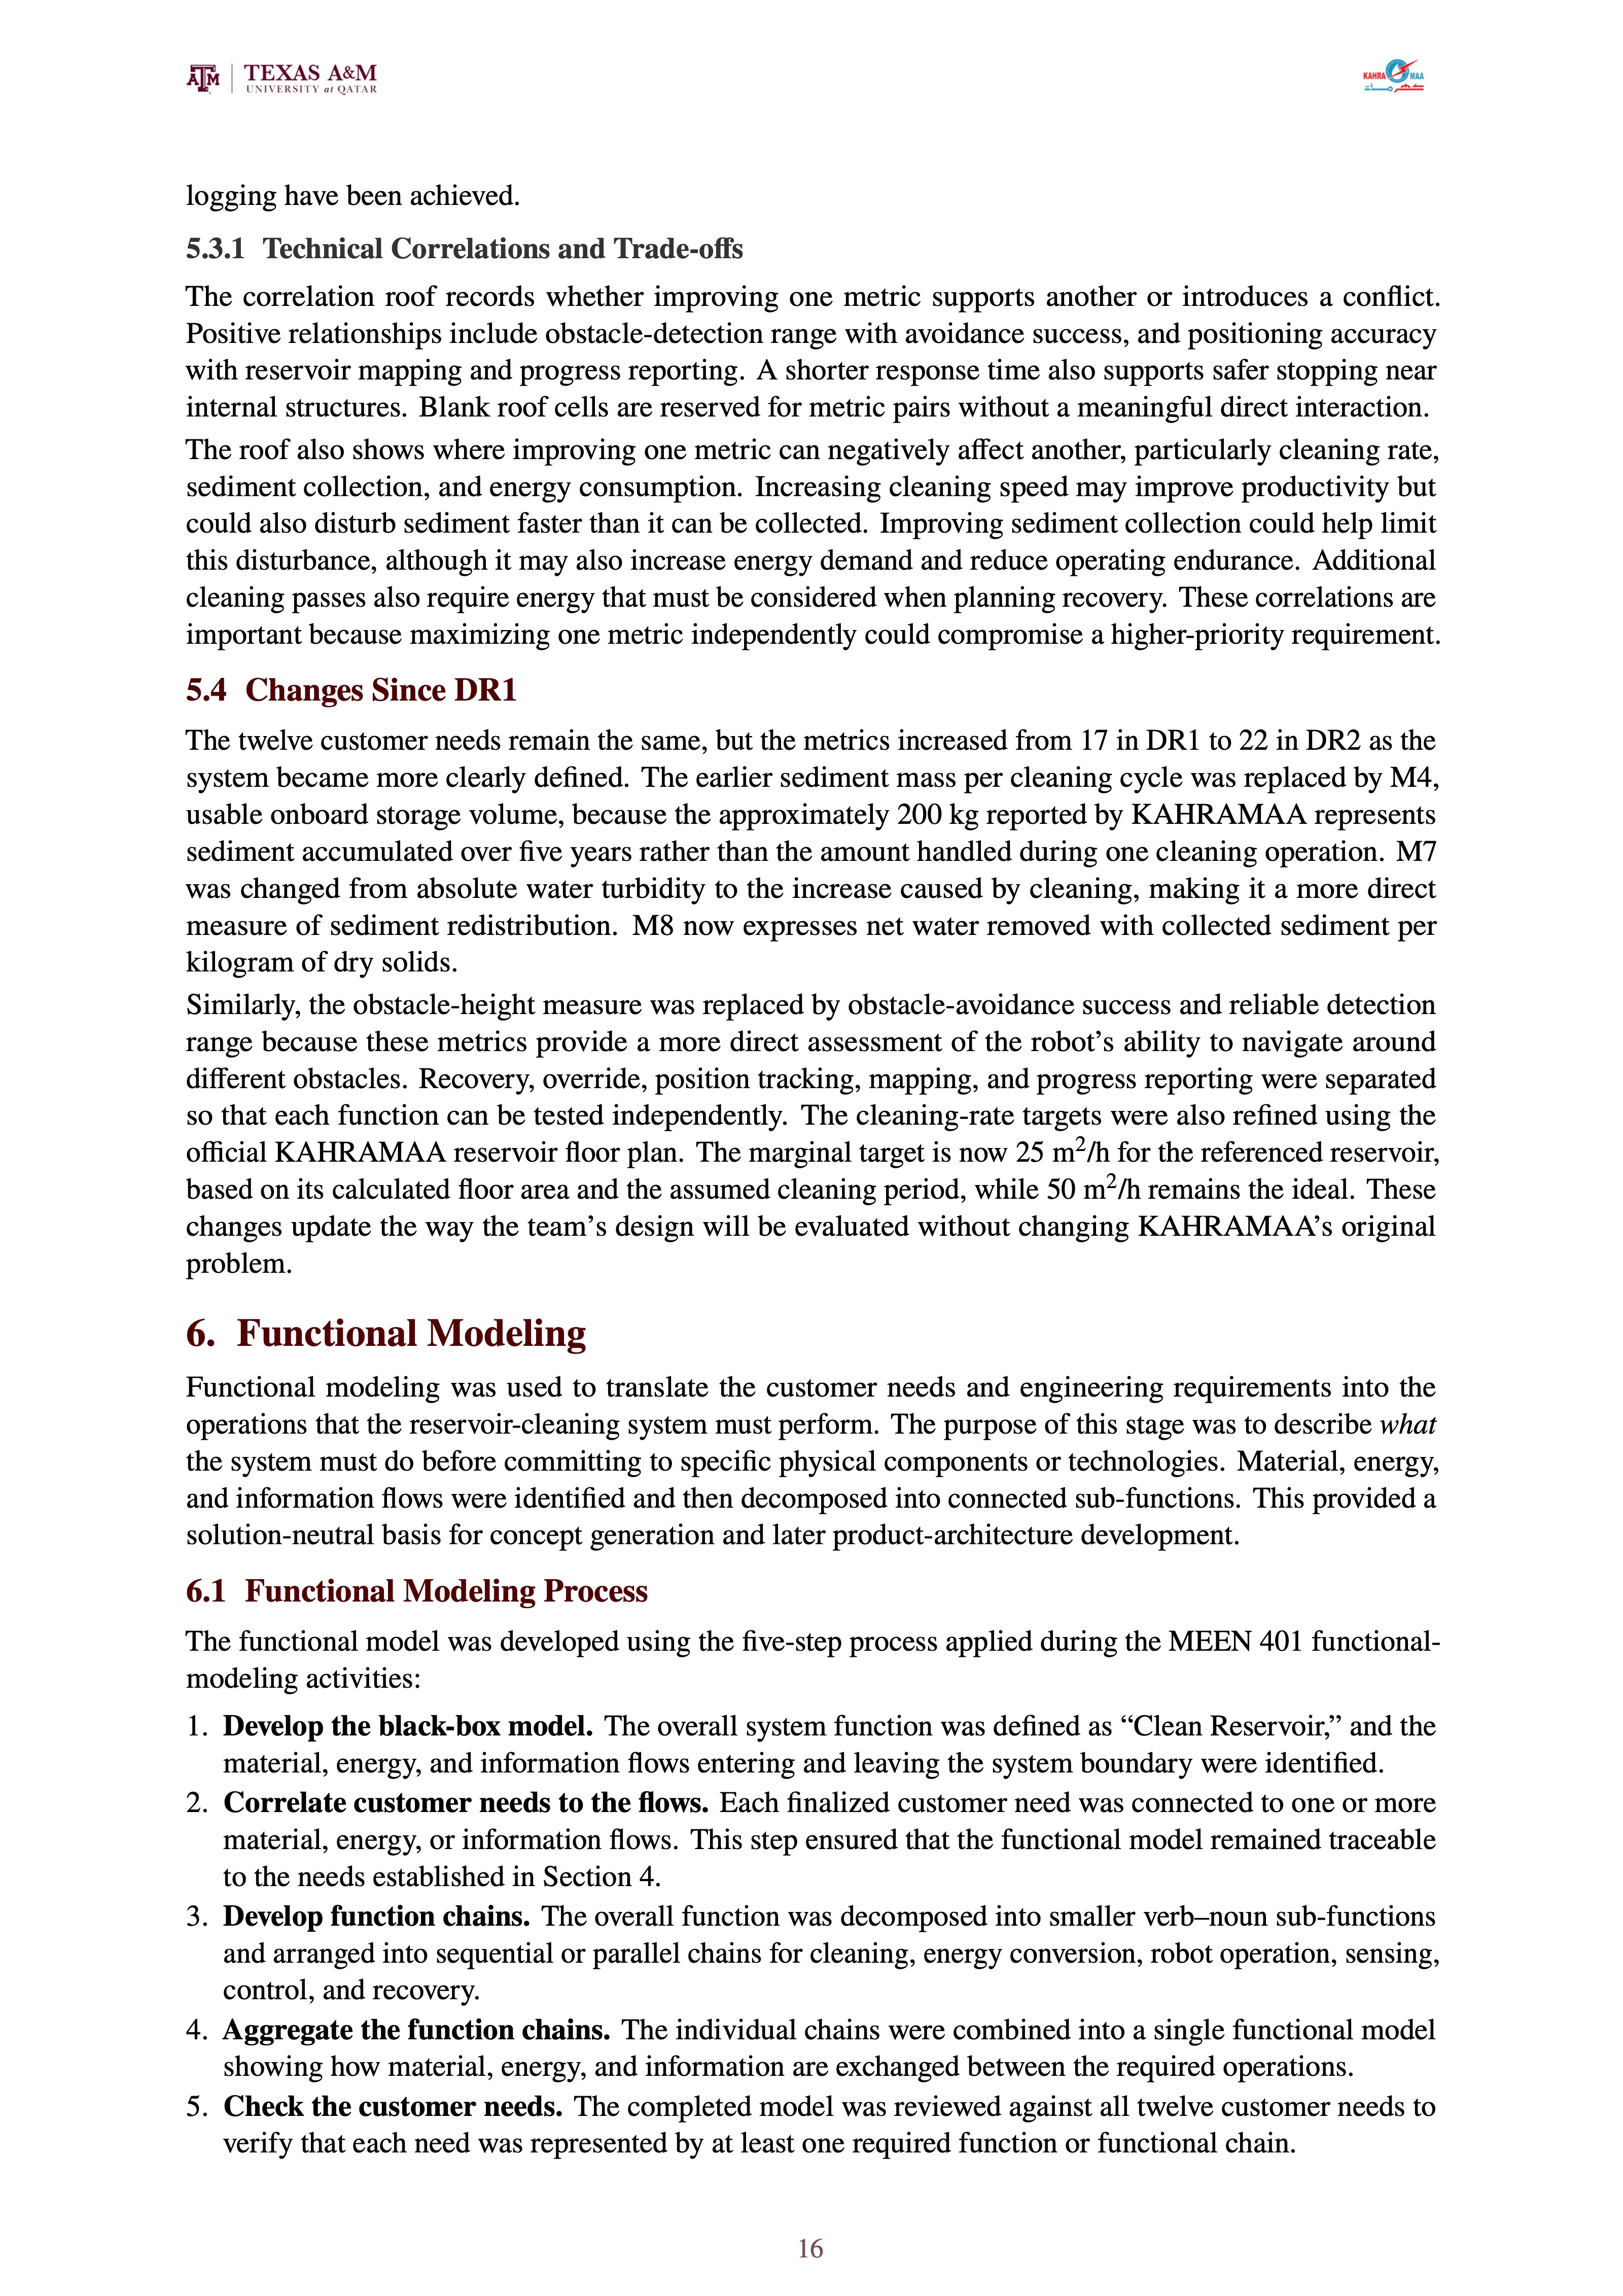 TEXAS A&M
UNIVERSITY at QATAR
KAHRA MAA
كهرماء
logging have been achieved.
5.3.1 Technical Correlations and Trade-offs
The correlation roof records whether improving one metric supports another or introduces a conflict.
Positive relationships include obstacle-detection range with avoidance success, and positioning accuracy
with reservoir mapping and progress reporting. A shorter response time also supports safer stopping near
internal structures. Blank roof cells are reserved for metric pairs without a meaningful direct interaction.
The roof also shows where improving one metric can negatively affect another, particularly cleaning rate,
sediment collection, and energy consumption. Increasing cleaning speed may improve productivity but
could also disturb sediment faster than it can be collected. Improving sediment collection could help limit
this disturbance, although it may also increase energy demand and reduce operating endurance. Additional
cleaning passes also require energy that must be considered when planning recovery. These correlations are
important because maximizing one metric independently could compromise a higher-priority requirement.
5.4 Changes Since DR1
The twelve customer needs remain the same, but the metrics increased from 17 in DR1 to 22 in DR2 as the
system became more clearly defined. The earlier sediment mass per cleaning cycle was replaced by M4,
usable onboard storage volume, because the approximately 200 kg reported by KAHRAMAA represents
sediment accumulated over five years rather than the amount handled during one cleaning operation. M7
was changed from absolute water turbidity to the increase caused by cleaning, making it a more direct
measure of sediment redistribution. M8 now expresses net water removed with collected sediment per
kilogram of dry solids.
Similarly, the obstacle-height measure was replaced by obstacle-avoidance success and reliable detection
range because these metrics provide a more direct assessment of the robot's ability to navigate around
different obstacles. Recovery, override, position tracking, mapping, and progress reporting were separated
so that each function can be tested independently. The cleaning-rate targets were also refined using the
official KAHRAMAA reservoir floor plan. The marginal target is now 25 m²/h for the referenced reservoir,
based on its calculated floor area and the assumed cleaning period, while 50 m²/h remains the ideal. These
changes update the way the team's design will be evaluated without changing KAHRAMAA's original
problem.
6. Functional Modeling
Functional modeling was used to translate the customer needs and engineering requirements into the
operations that the reservoir-cleaning system must perform. The purpose of this stage was to describe what
the system must do before committing to specific physical components or technologies. Material, energy,
and information flows were identified and then decomposed into connected sub-functions. This provided a
solution-neutral basis for concept generation and later product-architecture development.
6.1 Functional Modeling Process
The functional model was developed using the five-step process applied during the MEEN 401 functional-
modeling activities:
1. Develop the black-box model. The overall system function was defined as “Clean Reservoir,” and the
material, energy, and information flows entering and leaving the system boundary were identified.
2. Correlate customer needs to the flows. Each finalized customer need was connected to one or more
material, energy, or information flows. This step ensured that the functional model remained traceable
to the needs established in Section 4.
3. Develop function chains. The overall function was decomposed into smaller verb–noun sub-functions
and arranged into sequential or parallel chains for cleaning, energy conversion, robot operation, sensing,
control, and recovery.
4. Aggregate the function chains. The individual chains were combined into a single functional model
showing how material, energy, and information are exchanged between the required operations.
5. Check the customer needs. The completed model was reviewed against all twelve customer needs to
verify that each need was represented by at least one required function or functional chain.
16